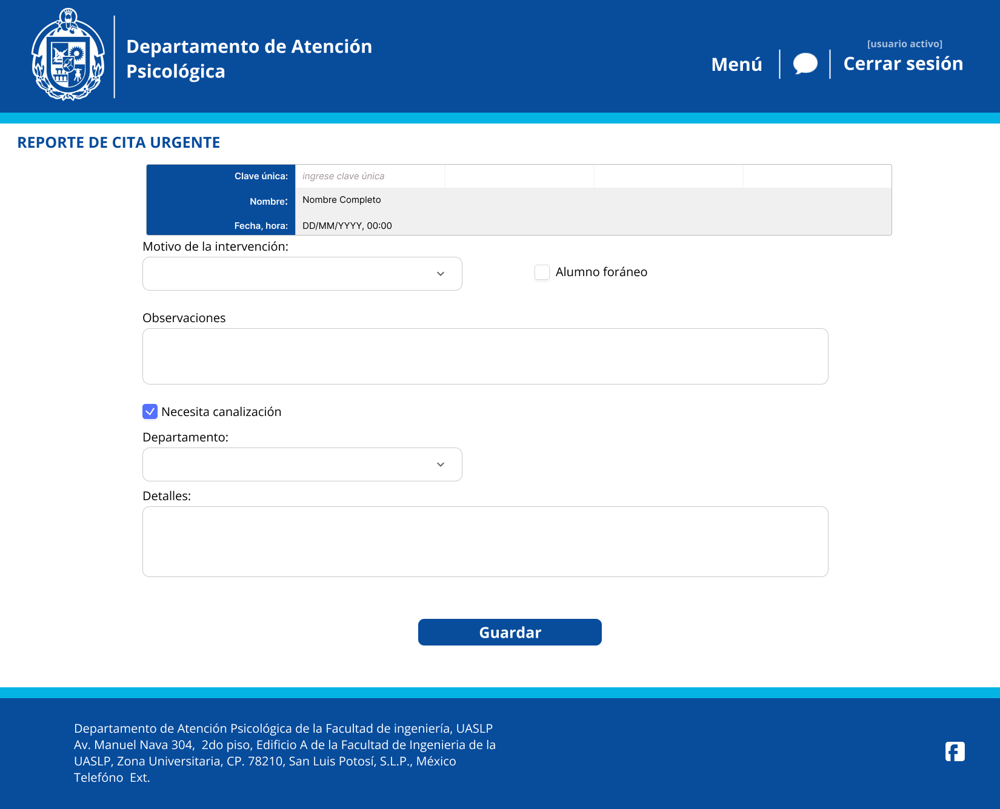 Departamento de Atención
Psicológica
[usuario activo]
Menú
Cerrar sesión
REPORTE DE CITA URGENTE
Clave única: ingrese clave única
Nombre: Nombre Completo
Fecha, hora: DD/MM/YYYY, 00:00
Motivo de la intervención:
Alumno foráneo
Observaciones
Necesita canalización
Departamento:
Detalles:
Guardar
Departamento de Atención Psicológica de la Facultad de ingeniería, UASLP
Av. Manuel Nava 304,  2do piso, Edificio A de la Facultad de Ingenieria de la
UASLP, Zona Universitaria, CP. 78210, San Luis Potosí, S.L.P., México
Telefóno  Ext.